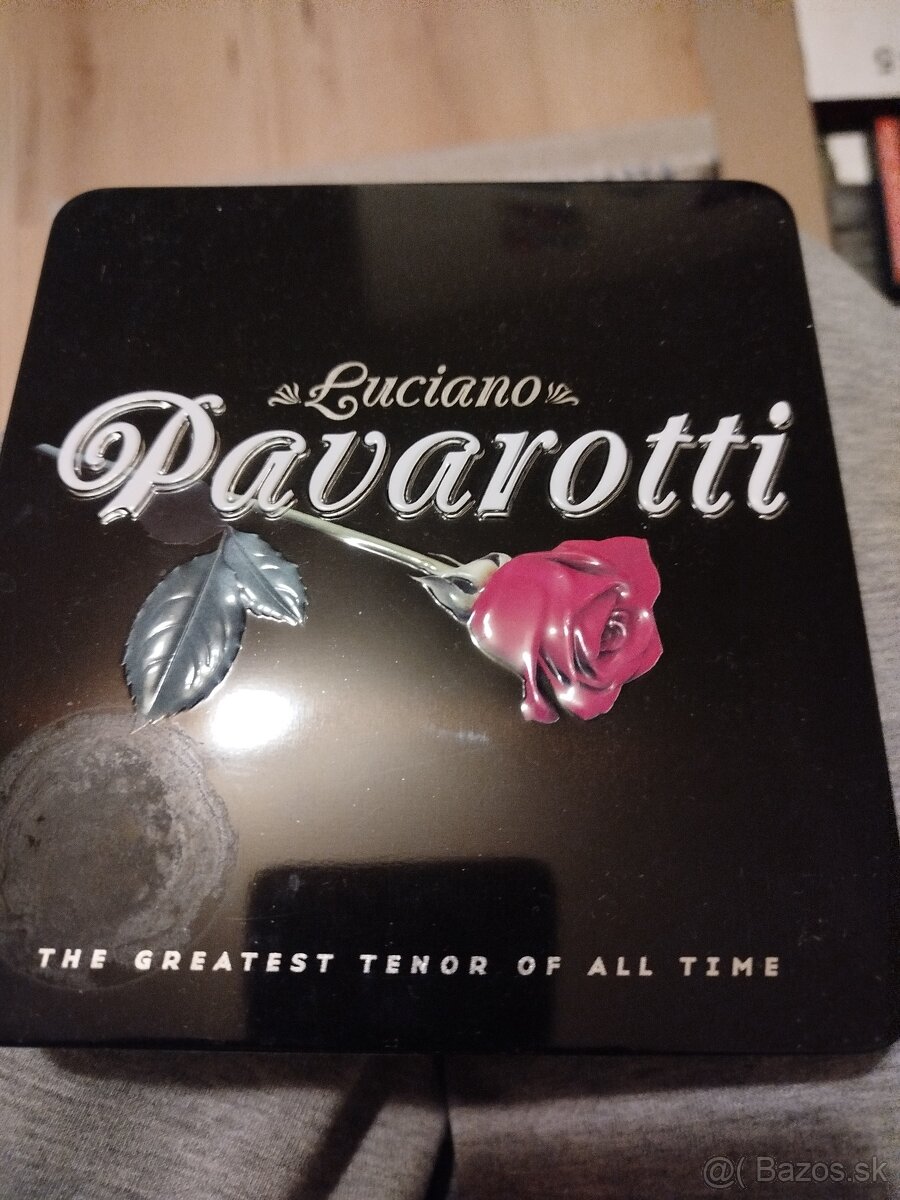 Luciano
Pavarotti
THE GREATEST TENOR OF ALL TIME
@( Bazos.sk